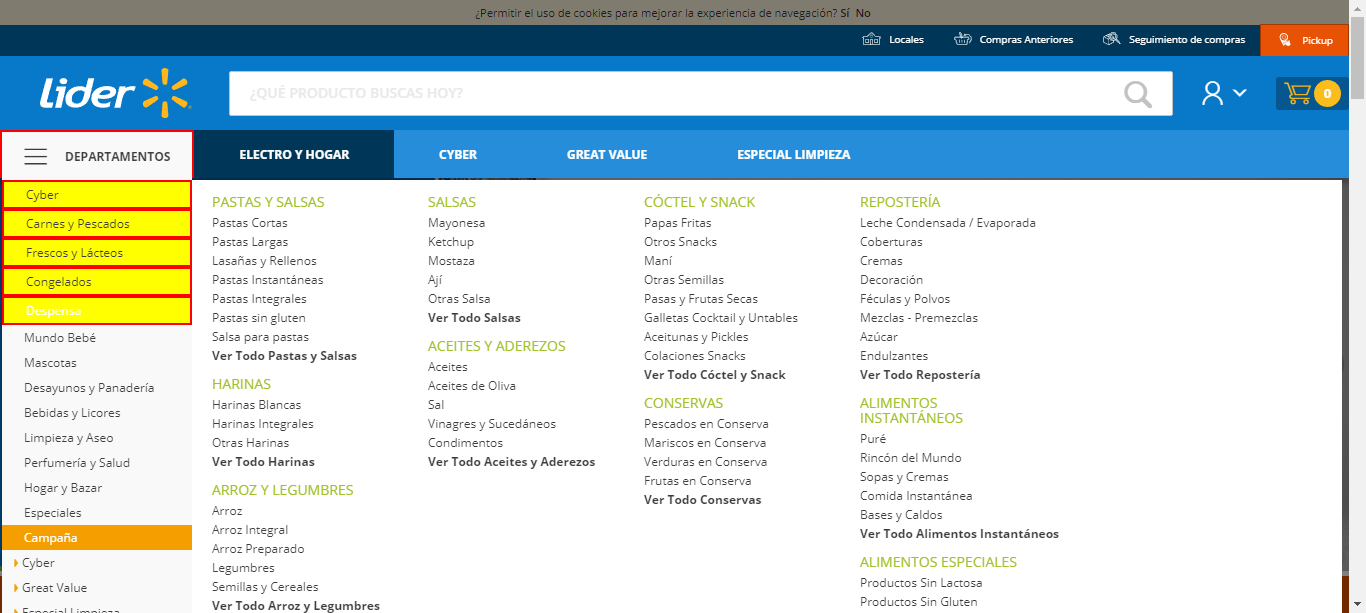 ¿Permitir el uso de cookies para mejorar la experiencia de navegación? Sí No
Locales
Compras Anteriores
Seguimiento de compras
Pickup
Lider
¿QUÉ PRODUCTO BUSCAS HOY?
0
DEPARTAMENTOS
ELECTRO Y HOGAR
CYBER
GREAT VALUE
ESPECIAL LIMPIEZA
Cyber
Carnes y Pescados
Frescos y Lácteos
Congelados
Despensa
Mundo Bebé
Mascotas
Desayunos y Panadería
Bebidas y Licores
Limpieza y Aseo
Perfumería y Salud
Hogar y Bazar
Especiales
Campaña
Cyber
Great Value
Especial Limpieza
PASTAS Y SALSAS
Pastas Cortas
Pastas Largas
Lasañas y Rellenos
Pastas Instantáneas
Pastas Integrales
Pastas sin gluten
Salsa para pastas
Ver Todo Pastas y Salsas
HARINAS
Harinas Blancas
Harinas Integrales
Otras Harinas
Ver Todo Harinas
ARROZ Y LEGUMBRES
Arroz
Arroz Integral
Arroz Preparado
Legumbres
Semillas y Cereales
Ver Todo Arroz y Legumbres
SALSAS
Mayonesa
Ketchup
Mostaza
Ají
Otras Salsa
Ver Todo Salsas
ACEITES Y ADEREZOS
Aceites
Aceites de Oliva
Sal
Vinagres y Sucedáneos
Condimentos
Ver Todo Aceites y Aderezos
CÓCTEL Y SNACK
Papas Fritas
Otros Snacks
Maní
Otras Semillas
Pasas y Frutas Secas
Galletas Cocktail y Untables
Aceitunas y Pickles
Colaciones Snacks
Ver Todo Cóctel y Snack
CONSERVAS
Pescados en Conserva
Mariscos en Conserva
Verduras en Conserva
Frutas en Conserva
Ver Todo Conservas
REPOSTERÍA
Leche Condensada / Evaporada
Coberturas
Cremas
Decoración
Féculas y Polvos
Mezclas - Premezclas
Azúcar
Endulzantes
Ver Todo Repostería
ALIMENTOS
INSTANTÁNEOS
Puré
Rincón del Mundo
Sopas y Cremas
Comida Instantánea
Bases y Caldos
Ver Todo Alimentos Instantáneos
ALIMENTOS ESPECIALES
Productos Sin Lactosa
Productos Sin Gluten